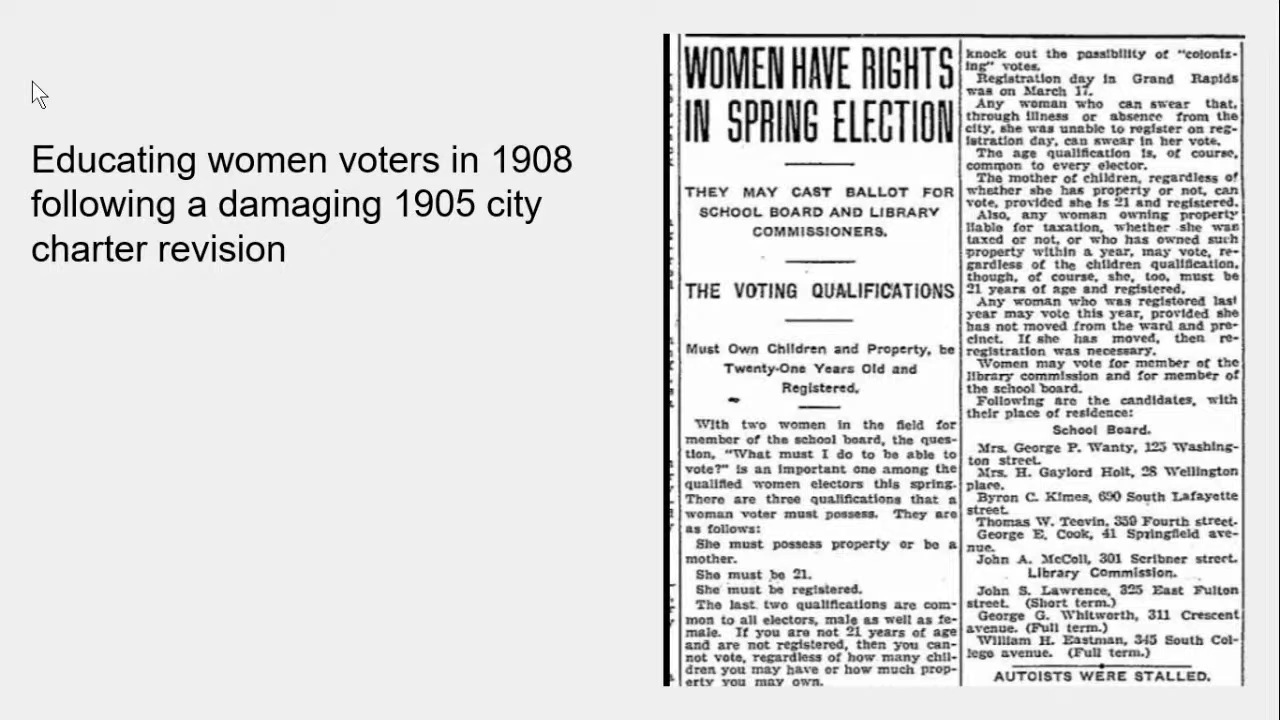 Educating women voters in 1908
following a damaging 1905 city
charter revision
WOMEN HAVE RIGHTS
IN SPRING ELECTION
THEY MAY CAST BALLOT FOR
SCHOOL BOARD AND LIBRARY
COMMISSIONERS.
THE VOTING QUALIFICATIONS
Must Own Children and Property, be
Twenty-One Years Old and
Registered.
With two women in the field for
member of the school board, the ques-
tion, "What must I do to be able to
vote?" is an important one among the
qualified women electors this spring.
There are three qualifications that a
woman voter must possess. They are
as follows:
She must possess property or be a
mother.
She must be 21.
She must be registered.
The last two qualifications are com-
mon to all electors, male as well as fe-
male. If you are not 21 years of age
and are not registered, then you can-
not vote, regardless of how many chil-
dren you may have or how much prop-
erty you may own.
knock out the possibility of "coloniz-
ing" votes.
Registration day in Grand Rapids
was on March 17.
Any woman who can swear that,
through illness or absence from the
city, she was unable to register on reg-
istration day, can swear in her vote.
The age qualification is, of course,
common to every elector.
The mother of children, regardless of
whether she has property or not, can
vote, provided she is 21 and registered.
Also, any woman owning property
liable for taxation, whether she was
taxed or not, or who has owned such
property within a year, may vote, re-
gardless of the children qualification,
though, of course, she, too, must be
21 years of age and registered.
Any woman who was registered last
year may vote this year, provided she
has not moved from the ward and pre-
cinct. If she has moved, then re-
registration was necessary.
Women may vote for member of the
library commission and for member of
the school board.
Following are the candidates, with
their place of residence:
School Board.
Mrs. George P. Wanty, 125 Washing-
ton street.
Mrs. H. Gaylord Holt, 28 Wellington
place.
Byron C. Kimes, 690 South Lafayette
street.
Thomas W. Teevin, 339 Fourth street.
George E. Cook, 41 Springfield ave-
nue.
John A. McColl, 301 Scribner street.
Library Commission.
John S. Lawrence, 325 East Fulton
street. (Short term.)
George G. Whitworth, 311 Crescent
avenue. (Full term.)
William H. Eastman, 345 South Col-
lege avenue. (Full term.)
AUTOISTS WERE STALLED.